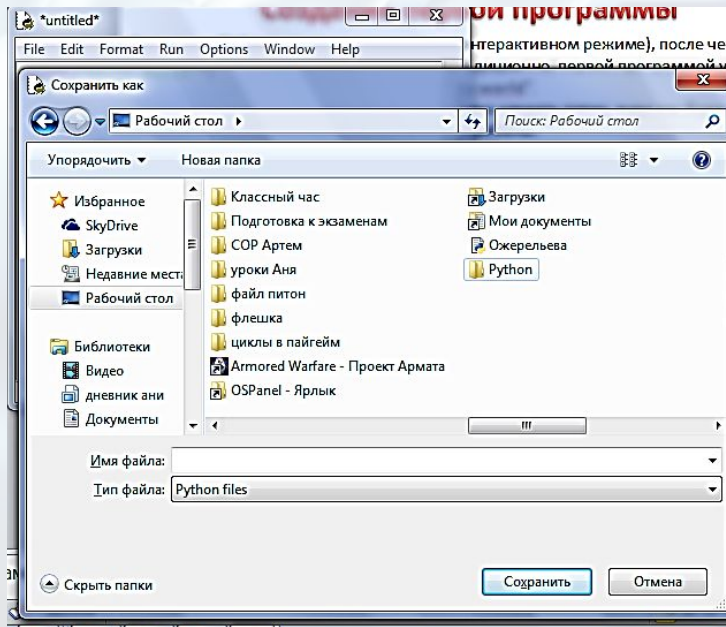 *untitled*
ой программы
File Edit Format Run Options Window Help
нтерактивном режиме), после че
Сохранить как
Рабочий стол
Поиск: Рабочий стол
Упорядочить Новая папка
Избранное
SkyDrive
Загрузки
Недавние места
Рабочий стол
Библиотеки
Видео
дневник ани
Документы
Классный час
Подготовка к экзаменам
СОР Артем
уроки Аня
файл питон
флешка
циклы в пайгейм
Armored Warfare - Проект Армата
OSPanel - Ярлык
Загрузки
Мои документы
Ожерельева
Python
Имя файла:
Тип файла: Python files
Скрыть папки
Сохранить Отмена